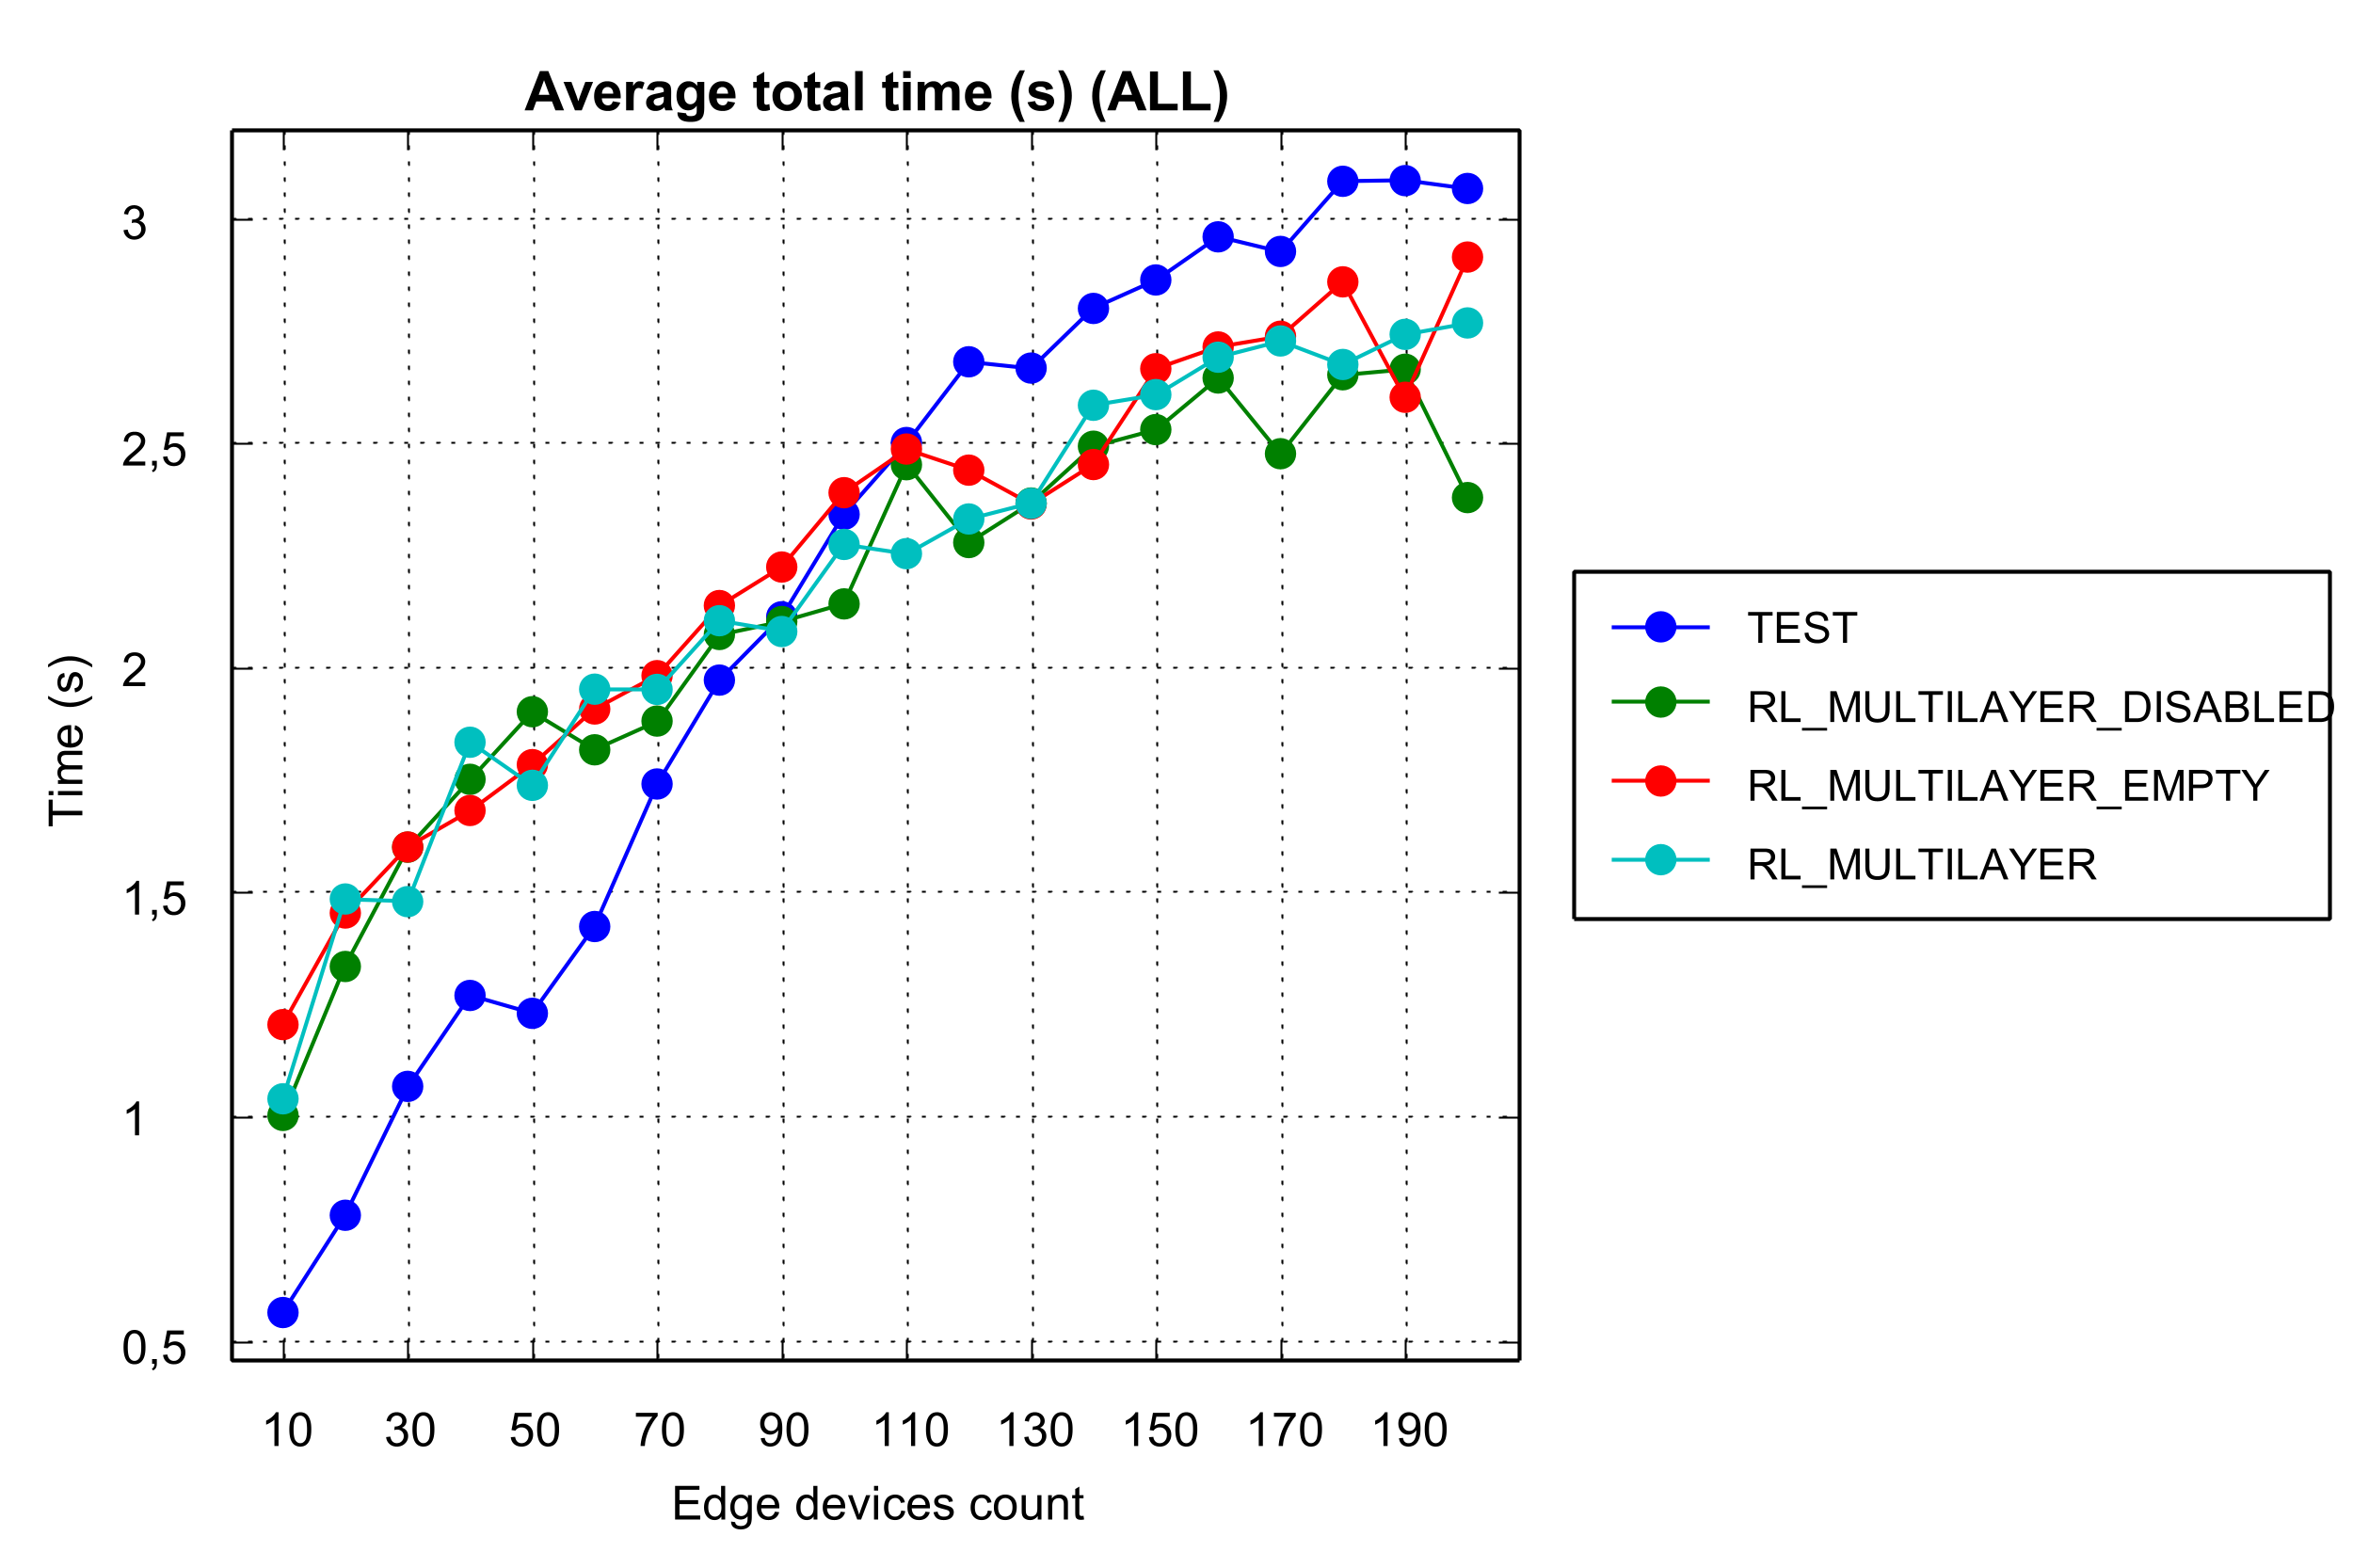 Average total time (s) (ALL)
3
2,5
2
1,5
1
0,5
Time (s)
10 30 50 70 90 110 130 150 170 190
Edge devices count
TEST
RL_MULTILAYER_DISABLED
RL_MULTILAYER_EMPTY
RL_MULTILAYER